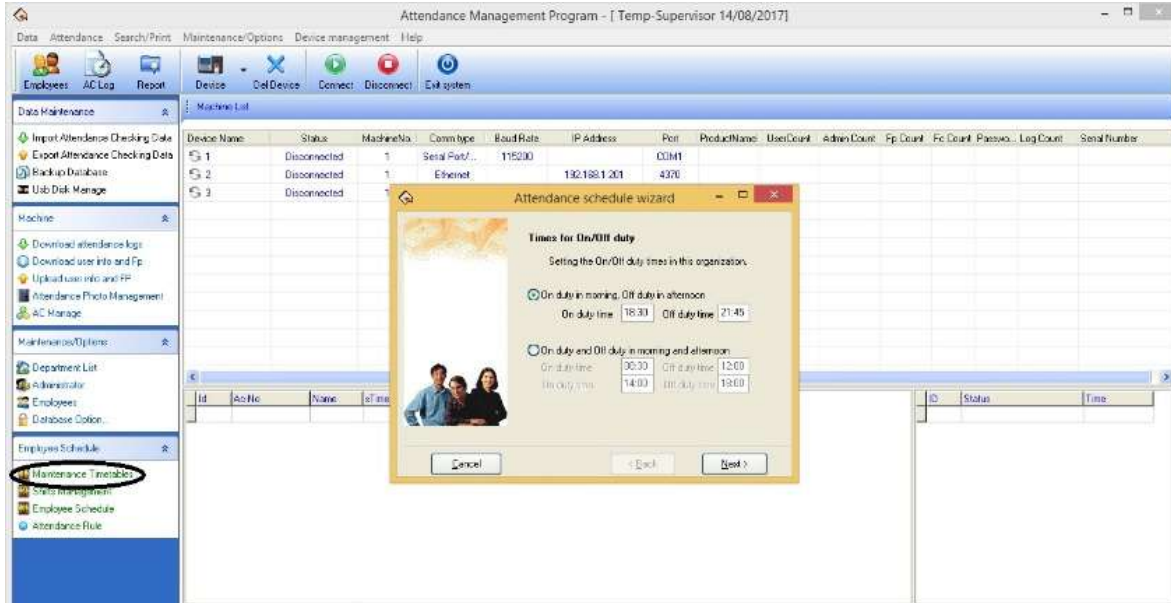 Attendance Management Program - [ Temp-Supervisor 14/08/2017]
Data Attendance Search/Print Maintenance/Options Device management Help
Employees AC Log Report Device Del Device Connect Disconnect Exit system
Data Maintenance
Import Attendance Checking Data
Export Attendance Checking Data
Backup Database
Usb Disk Manage
Machine
Download attendance logs
Download user info and Fp
Upload user info and FP
Attendance Photo Management
AC Manage
Maintenance/Options
Department List
Administrator
Employees
Database Option..
Employee Schedule
Maintenance Timetables
Shifts Management
Employee Schedule
Attendance Rule
Machine List
Device Name Status MachineNo. Comm type Baud Rate IP Address Port ProductName UserCount Admin Count Fp Count Fc Count Passwo.. Log Count Serial Number
1 Disconnected 1 Serial Port/... 115200 COM1
2 Disconnected 1 Ethernet 192.168.1.201 4370
3 Disconnected 1
Id Ac-No Name sTime
ID Status Time
Attendance schedule wizard
Times for On/Off duty
Setting the On/Off duty times in this organization.
On duty in morning, Off duty in afternoon
On duty time 18:30 Off duty time 21:45
On duty and Off duty in morning and afternoon
On duty time 08:30 Off duty time 12:00
On duty time 14:00 Off duty time 18:00
Cancel < Back Next >